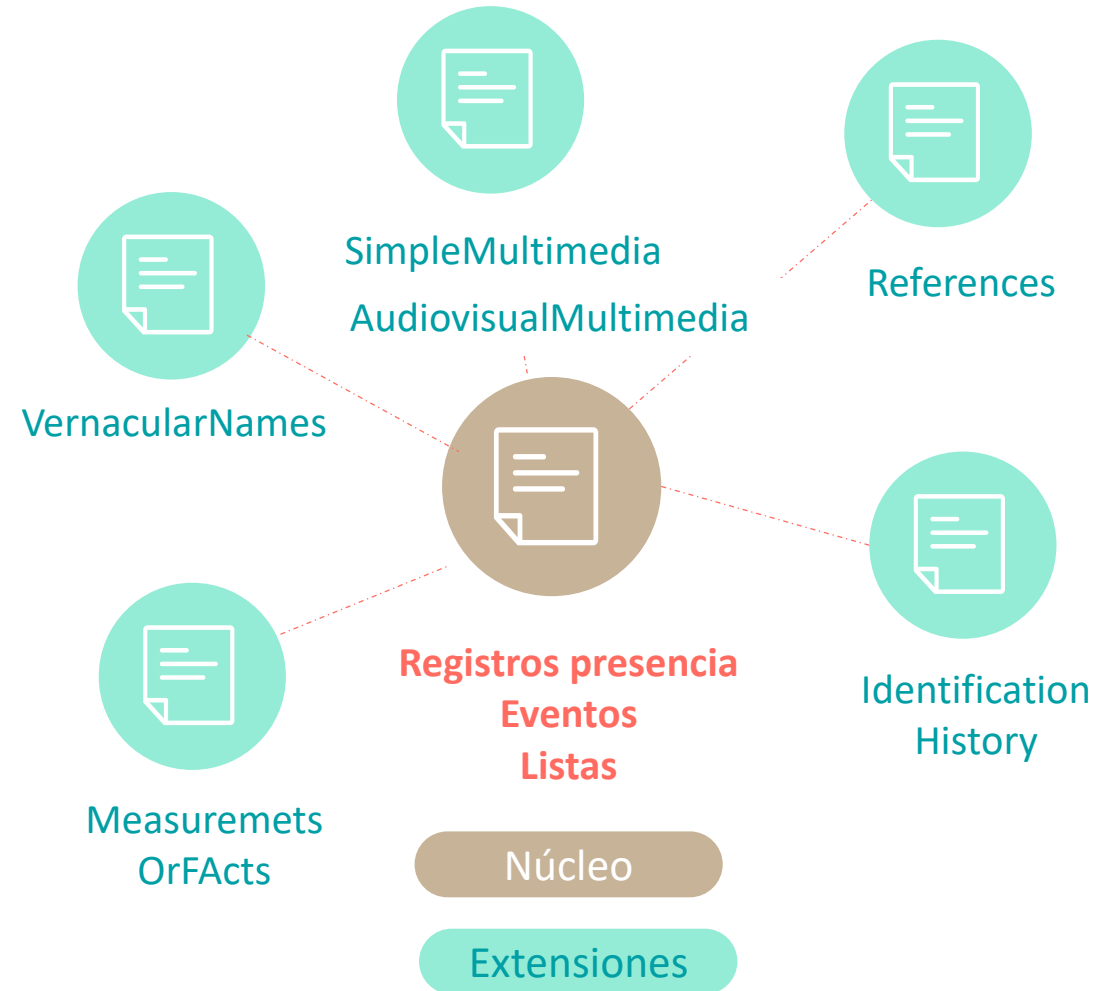 SimpleMultimedia
AudiovisualMultimedia
References
VernacularNames
Registros presencia
Eventos
Listas
Identification
History
Measuremets
OrFActs
Núcleo
Extensiones